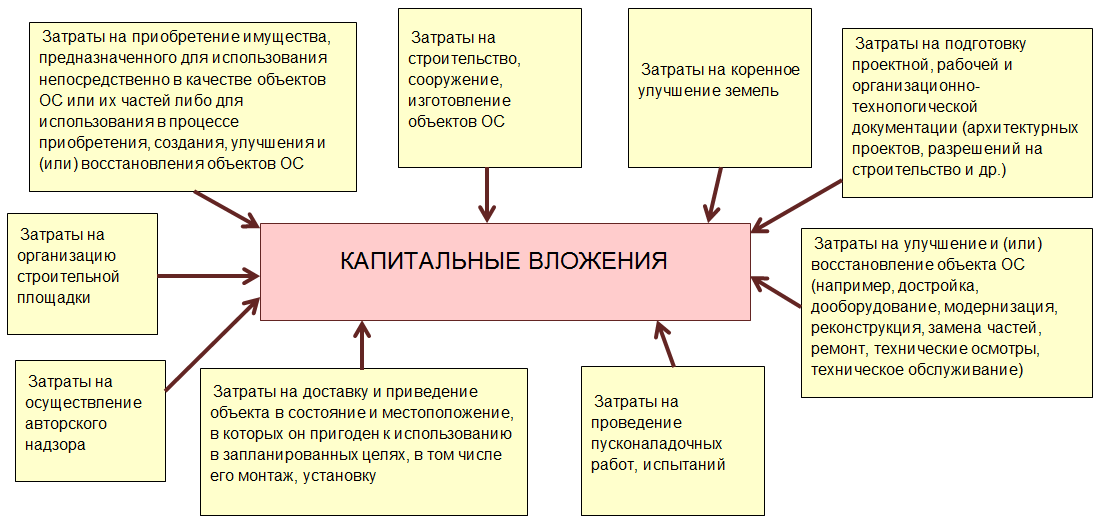 Затраты на приобретение имущества,
предназначенного для использования
непосредственно в качестве объектов
ОС или их частей либо для
использования в процессе
приобретения, создания, улучшения и
(или) восстановления объектов ОС
Затраты на
строительство,
сооружение,
изготовление
объектов ОС
Затраты на коренное
улучшение земель
Затраты на подготовку
проектной, рабочей и
организационно-
технологической
документации (архитектурных
проектов, разрешений на
строительство и др.)
Затраты на
организацию
строительной
площадки
КАПИТАЛЬНЫЕ ВЛОЖЕНИЯ
Затраты на улучшение и (или)
восстановление объекта ОС
(например, достройка,
дооборудование, модернизация,
реконструкция, замена частей,
ремонт, технические осмотры,
техническое обслуживание)
Затраты на
осуществление
авторского
надзора
Затраты на доставку и приведение
объекта в состояние и местоположение,
в которых он пригоден к использованию
в запланированных целях, в том числе
его монтаж, установку
Затраты на
проведение
пусконаладочных
работ, испытаний